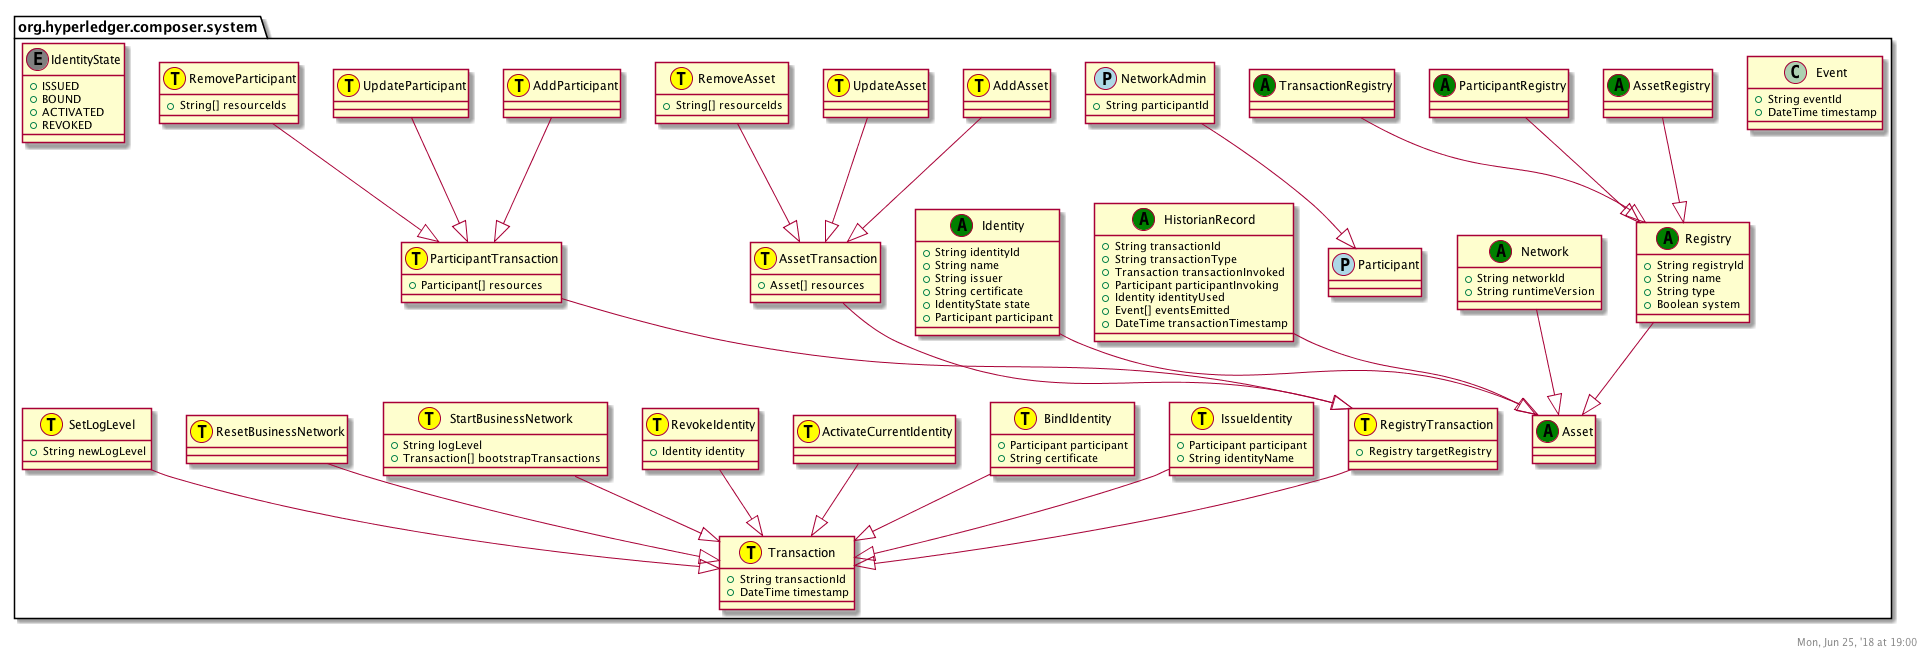 org.hyperledger.composer.system
E IdentityState
ISSUED
BOUND
ACTIVATED
REVOKED
T RemoveParticipant
String[] resourceIds
T UpdateParticipant
T AddParticipant
T RemoveAsset
String[] resourceIds
T UpdateAsset
T AddAsset
P NetworkAdmin
String participantId
A TransactionRegistry
A ParticipantRegistry
A AssetRegistry
C Event
String eventId
DateTime timestamp
T ParticipantTransaction
Participant[] resources
T AssetTransaction
Asset[] resources
A Identity
String identityId
String name
String issuer
String certificate
IdentityState state
Participant participant
A HistorianRecord
String transactionId
String transactionType
Transaction transactionInvoked
Participant participantInvoking
Identity identityUsed
Event[] eventsEmitted
DateTime transactionTimestamp
P Participant
A Network
String networkId
String runtimeVersion
A Registry
String registryId
String name
String type
Boolean system
T SetLogLevel
String newLogLevel
T ResetBusinessNetwork
T StartBusinessNetwork
String logLevel
Transaction[] bootstrapTransactions
T RevokeIdentity
Identity identity
T ActivateCurrentIdentity
T BindIdentity
Participant participant
String certificate
T IssueIdentity
Participant participant
String identityName
T RegistryTransaction
Registry targetRegistry
A Asset
T Transaction
String transactionId
DateTime timestamp
Mon, Jun 25, '18 at 19:00